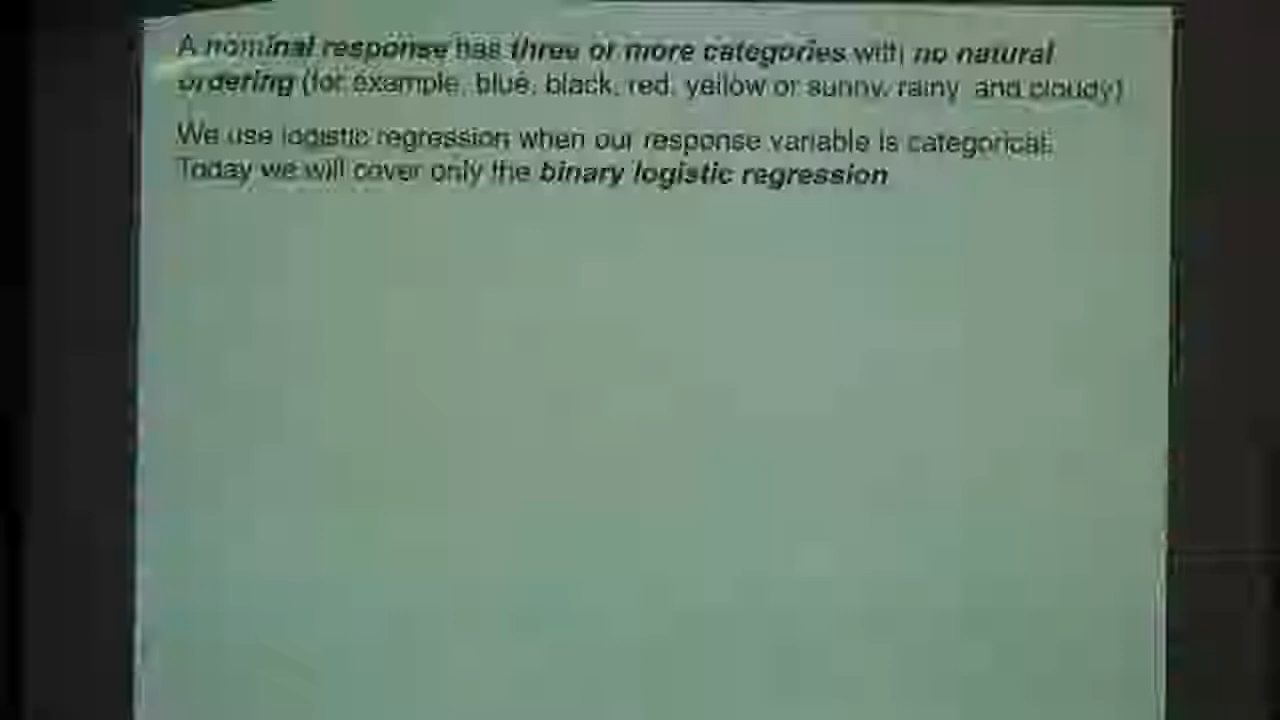 A nominal response has three or more categories with no natural
ordering (for example, blue, black, red, yellow or sunny, rainy and cloudy)
We use logistic regression when our response variable is categorical.
Today we will cover only the binary logistic regression